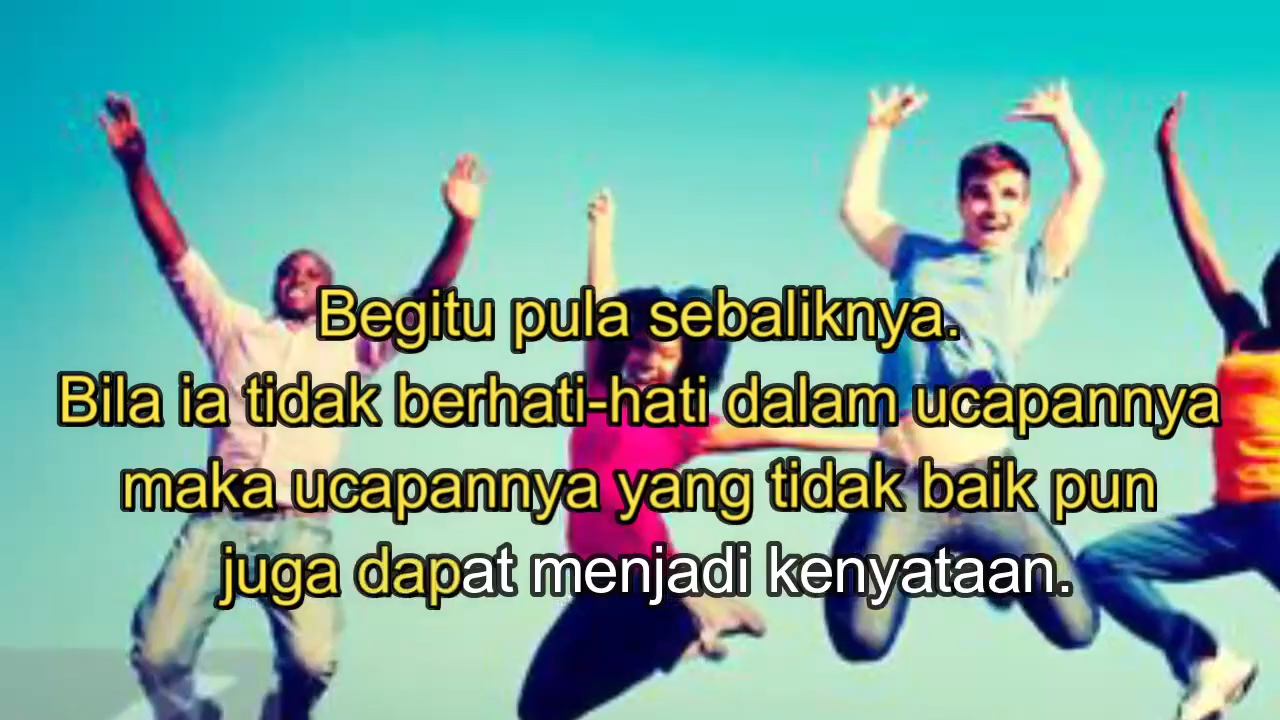 Begitu pula sebaliknya.
Bila ia tidak berhati-hati dalam ucapannya
maka ucapannya yang tidak baik pun
juga dapat menjadi kenyataan.